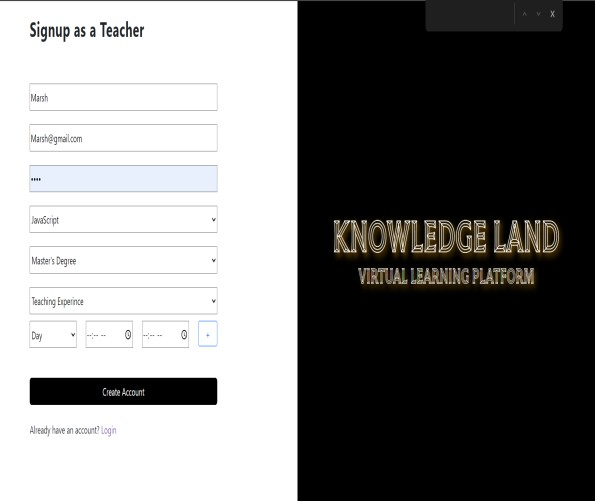 Signup as a Teacher
Marsh
Marsh@gmail.com
••••
JavaScript
Master's Degree
Teaching Experince
Day --:-- -- --:-- -- +
Create Account
Already have an account? Login
X
KNOWLEDGE LAND
VIRTUAL LEARNING PLATFORM